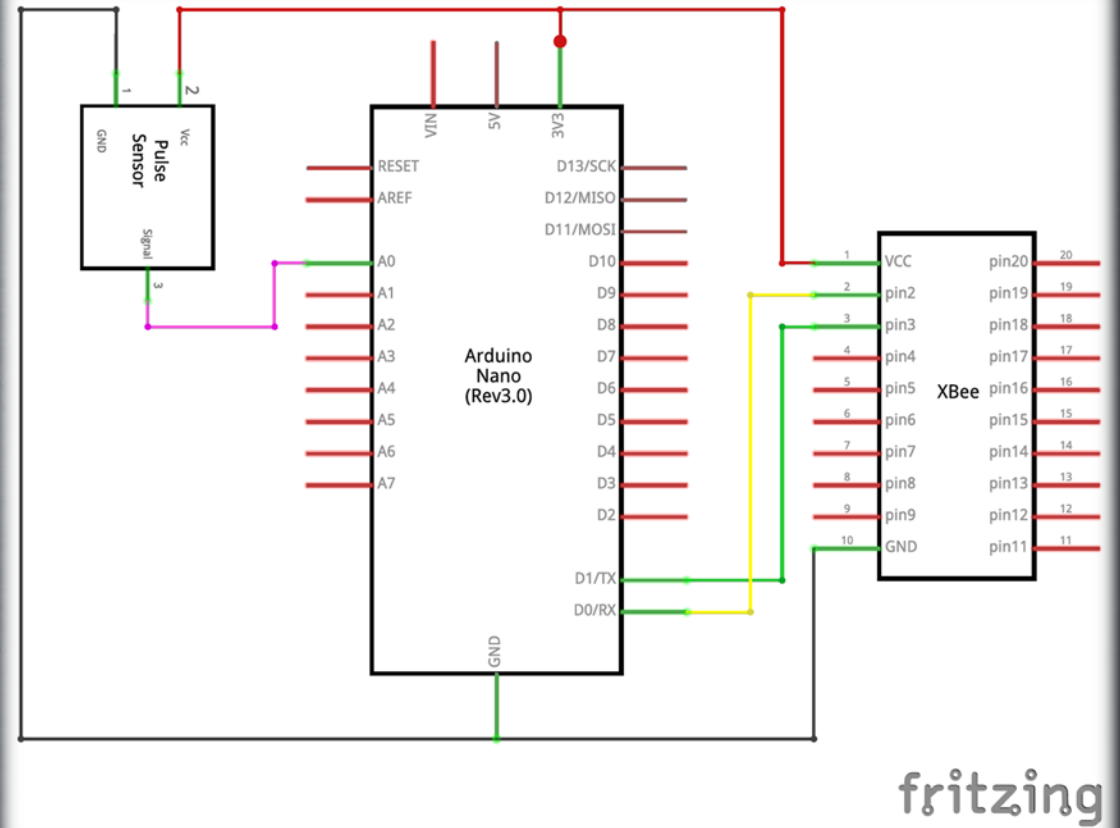 1
2
GND
Vcc
Pulse
Sensor
Signal
3
VIN
5V
3V3
RESET
AREF
A0
A1
A2
A3
A4
A5
A6
A7
Arduino
Nano
(Rev3.0)
D13/SCK
D12/MISO
D11/MOSI
D10
D9
D8
D7
D6
D5
D4
D3
D2
D1/TX
D0/RX
GND
1 VCC
2 pin2
3 pin3
4 pin4
5 pin5
6 pin6
7 pin7
8 pin8
9 pin9
10 GND
XBee
pin20 20
pin19 19
pin18 18
pin17 17
pin16 16
pin15 15
pin14 14
pin13 13
pin12 12
pin11 11
fritzing